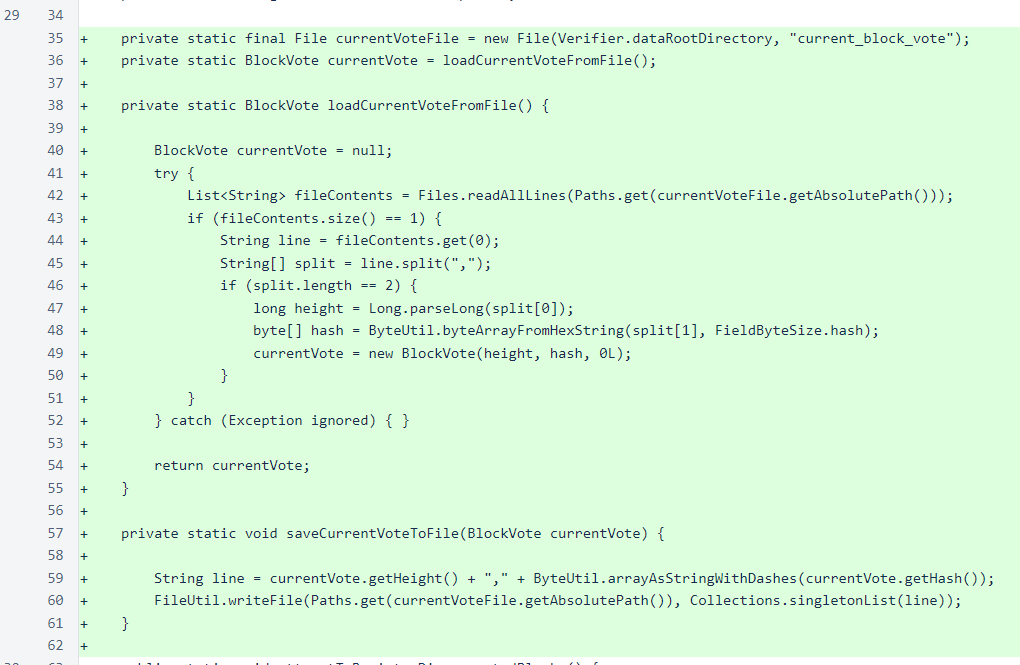 29 34
35 + private static final File currentVoteFile = new File(Verifier.dataRootDirectory, "current_block_vote");
36 + private static BlockVote currentVote = loadCurrentVoteFromFile();
37 +
38 + private static BlockVote loadCurrentVoteFromFile() {
39 +
40 + BlockVote currentVote = null;
41 + try {
42 + List<String> fileContents = Files.readAllLines(Paths.get(currentVoteFile.getAbsolutePath()));
43 + if (fileContents.size() == 1) {
44 + String line = fileContents.get(0);
45 + String[] split = line.split(",");
46 + if (split.length == 2) {
47 + long height = Long.parseLong(split[0]);
48 + byte[] hash = ByteUtil.byteArrayFromHexString(split[1], FieldByteSize.hash);
49 + currentVote = new BlockVote(height, hash, 0L);
50 + }
51 + }
52 + } catch (Exception ignored) { }
53 +
54 + return currentVote;
55 + }
56 +
57 + private static void saveCurrentVoteToFile(BlockVote currentVote) {
58 +
59 + String line = currentVote.getHeight() + "," + ByteUtil.arrayAsStringWithDashes(currentVote.getHash());
60 + FileUtil.writeFile(Paths.get(currentVoteFile.getAbsolutePath()), Collections.singletonList(line));
61 + }
62 +